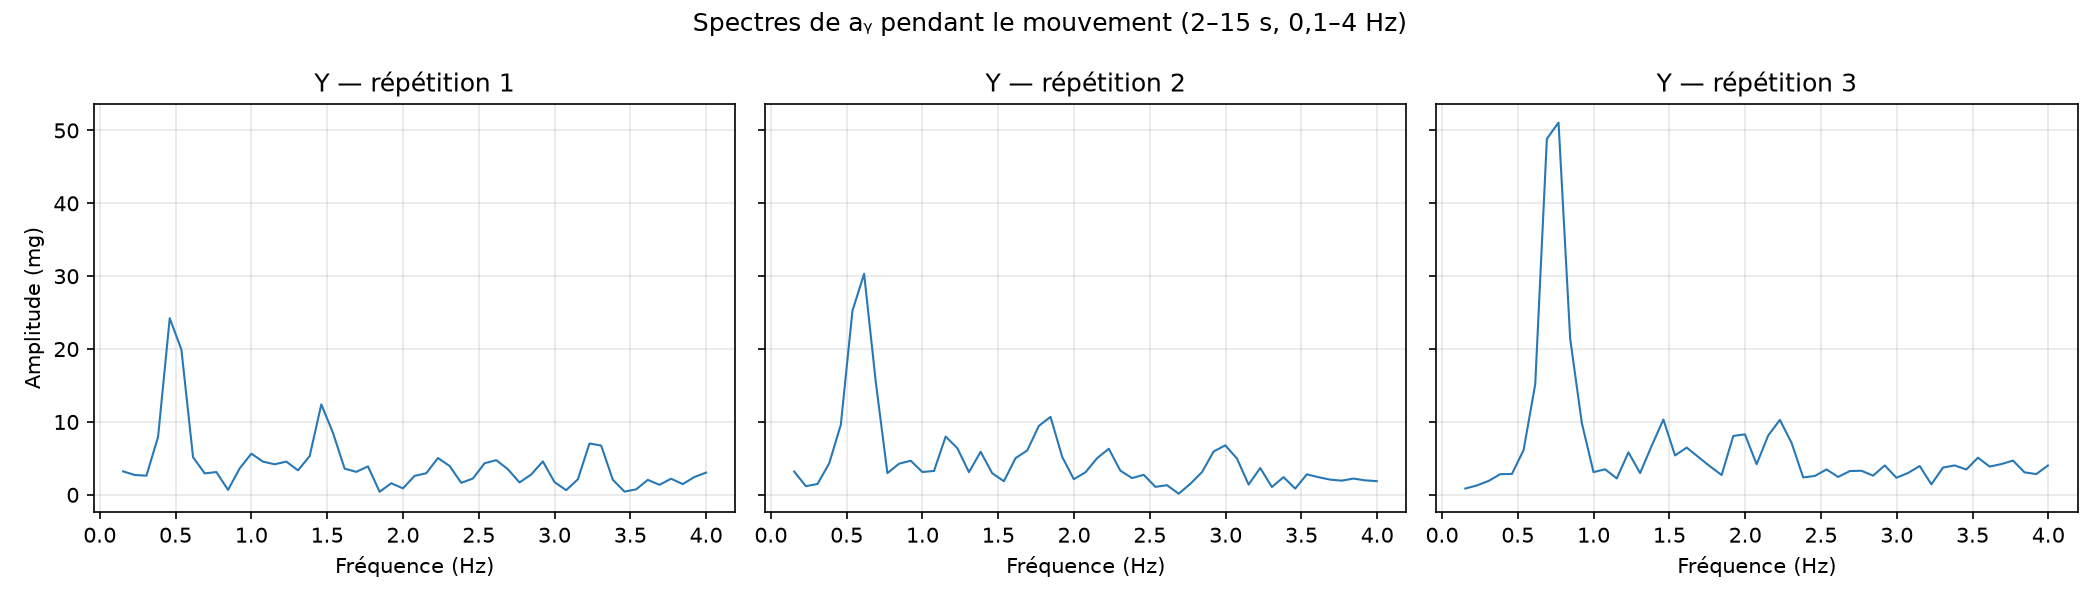 Spectres de aᵧ pendant le mouvement (2–15 s, 0,1–4 Hz)
Y — répétition 1
Y — répétition 2
Y — répétition 3
Amplitude (mg)
50
40
30
20
10
0
0.0 0.5 1.0 1.5 2.0 2.5 3.0 3.5 4.0
0.0 0.5 1.0 1.5 2.0 2.5 3.0 3.5 4.0
0.0 0.5 1.0 1.5 2.0 2.5 3.0 3.5 4.0
Fréquence (Hz)
Fréquence (Hz)
Fréquence (Hz)